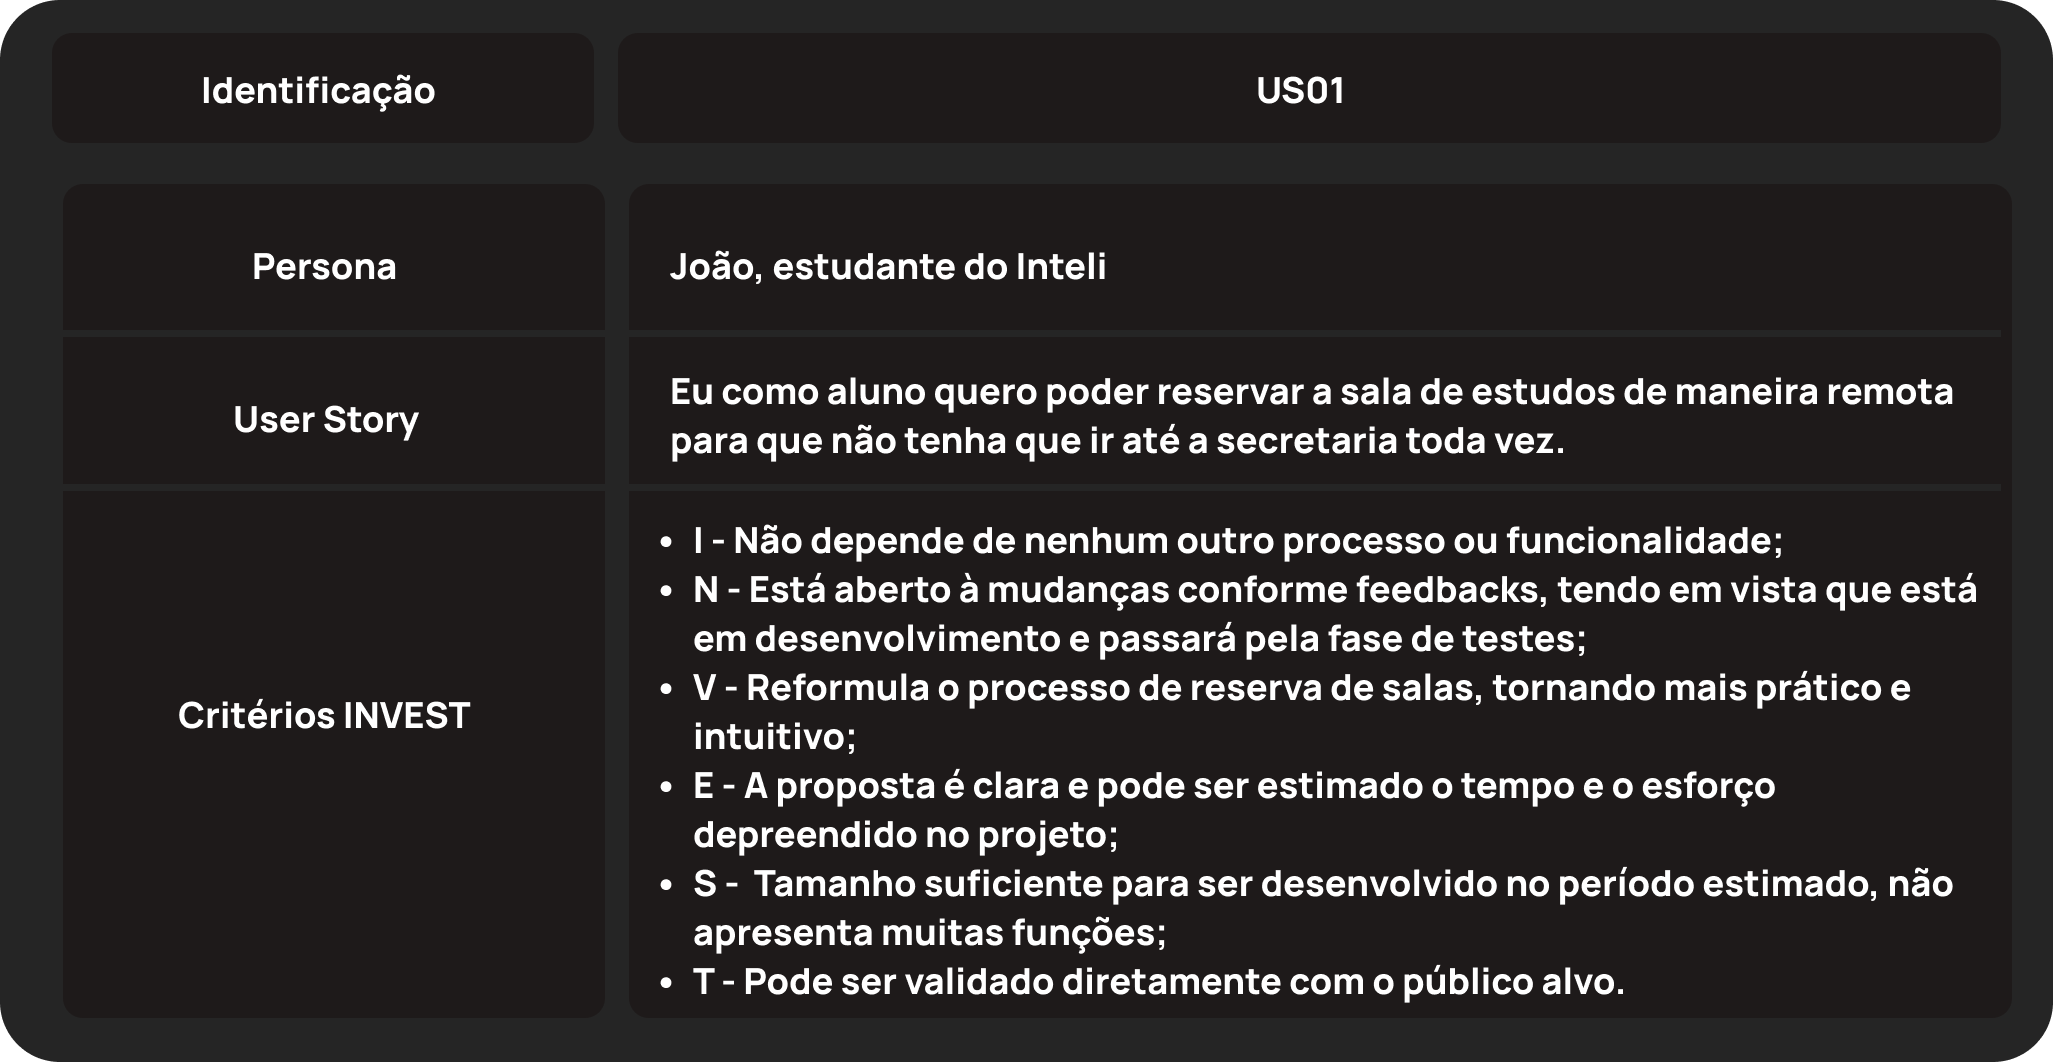 Identificação
US01
Persona
João, estudante do Inteli
User Story
Eu como aluno quero poder reservar a sala de estudos de maneira remota
para que não tenha que ir até a secretaria toda vez.
Critérios INVEST
• I - Não depende de nenhum outro processo ou funcionalidade;
• N - Está aberto à mudanças conforme feedbacks, tendo em vista que está
em desenvolvimento e passará pela fase de testes;
• V - Reformula o processo de reserva de salas, tornando mais prático e
intuitivo;
• E - A proposta é clara e pode ser estimado o tempo e o esforço
depreendido no projeto;
• S -  Tamanho suficiente para ser desenvolvido no período estimado, não
apresenta muitas funções;
• T - Pode ser validado diretamente com o público alvo.